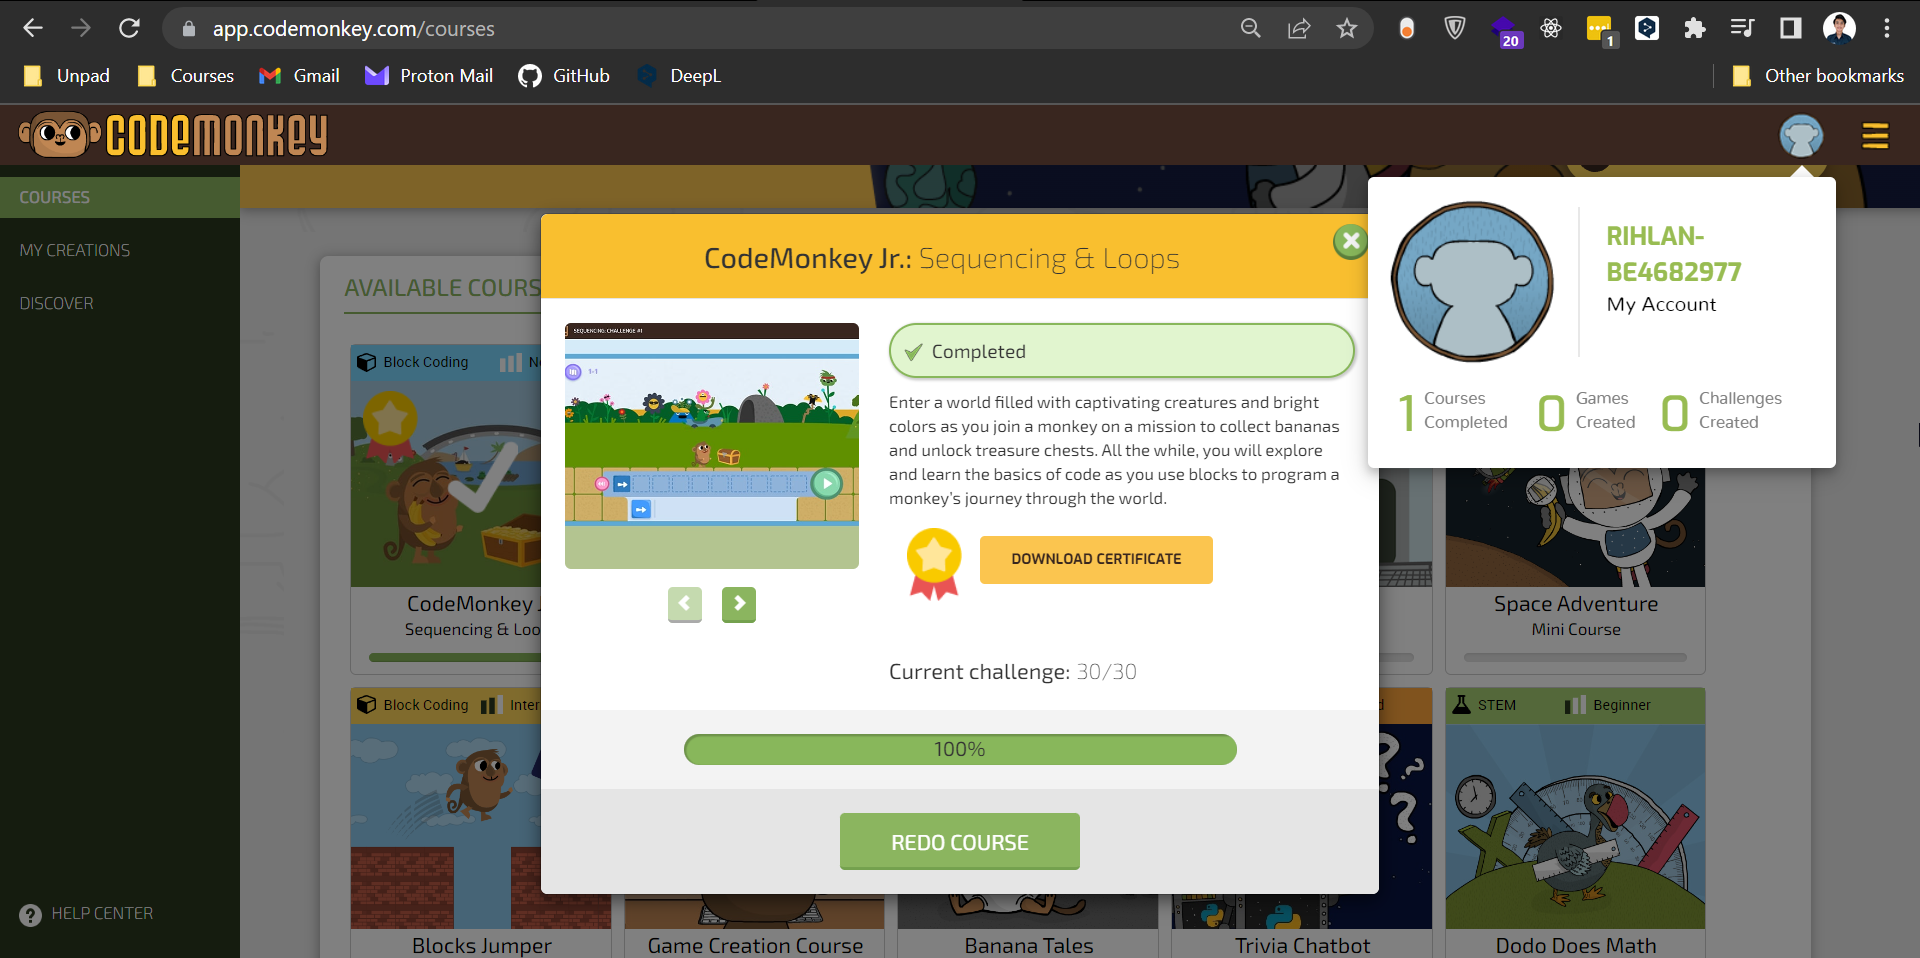 app.codemonkey.com/courses
20
1
Unpad
Courses
Gmail
Proton Mail
GitHub
DeepL
Other bookmarks
CODEMONKEY
COURSES
MY CREATIONS
DISCOVER
HELP CENTER
AVAILABLE COURS
Block Coding
CodeMonkey J
Sequencing & Loo
Space Adventure
Mini Course
Block Coding
Inter
STEM
Beginner
Blocks Jumper
Game Creation Course
Banana Tales
Trivia Chatbot
Dodo Does Math
CodeMonkey Jr.: Sequencing & Loops
SEQUENCING: CHALLENGE #1
1-1
Completed
Enter a world filled with captivating creatures and bright
colors as you join a monkey on a mission to collect bananas
and unlock treasure chests. All the while, you will explore
and learn the basics of code as you use blocks to program a
monkey's journey through the world.
DOWNLOAD CERTIFICATE
Current challenge: 30/30
100%
REDO COURSE
RIHLAN-
BE4682977
My Account
1 Courses Completed
0 Games Created
0 Challenges Created